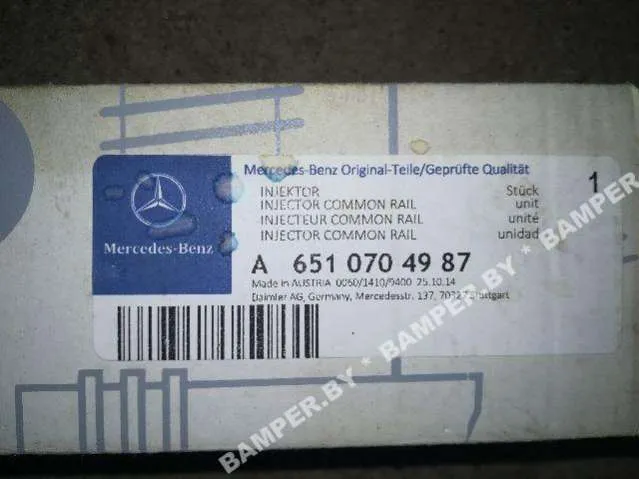 Mercedes-Benz
Mercedes-Benz Original-Teile/Geprüfte Qualität
INJEKTOR Stück 1
INJECTOR COMMON RAIL unit
INJECTEUR COMMON RAIL unité
INJECTOR COMMON RAIL unidad
A 651 070 49 87
Made in AUSTRIA 0060/1410/9400 25.10.14
Daimler AG, Germany, Mercedesstr. 137, 70327 Stuttgart
BAMPER.BY * BAMPER.BY * BAMPER.BY